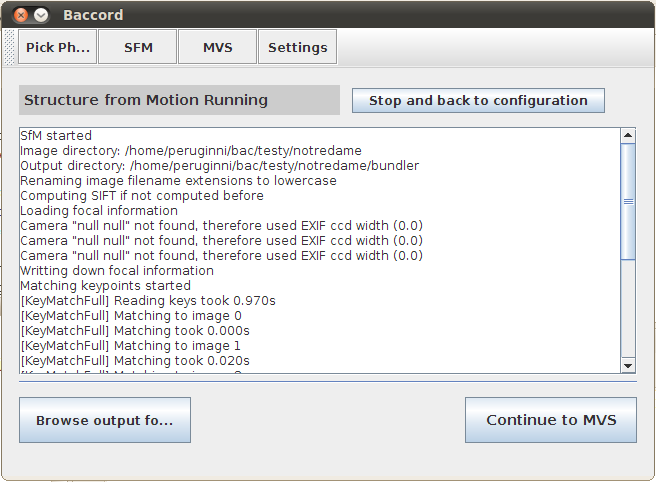 Baccord
Pick Ph... SFM MVS Settings
Structure from Motion Running
Stop and back to configuration
SfM started
Image directory: /home/peruginni/bac/testy/notredame
Output directory: /home/peruginni/bac/testy/notredame/bundler
Renaming image filename extensions to lowercase
Computing SIFT if not computed before
Loading focal information
Camera "null null" not found, therefore used EXIF ccd width (0.0)
Camera "null null" not found, therefore used EXIF ccd width (0.0)
Camera "null null" not found, therefore used EXIF ccd width (0.0)
Writting down focal information
Matching keypoints started
[KeyMatchFull] Reading keys took 0.970s
[KeyMatchFull] Matching to image 0
[KeyMatchFull] Matching took 0.000s
[KeyMatchFull] Matching to image 1
[KeyMatchFull] Matching took 0.020s
[KeyMatchFull] Matching to image 2
Browse output fo...
Continue to MVS